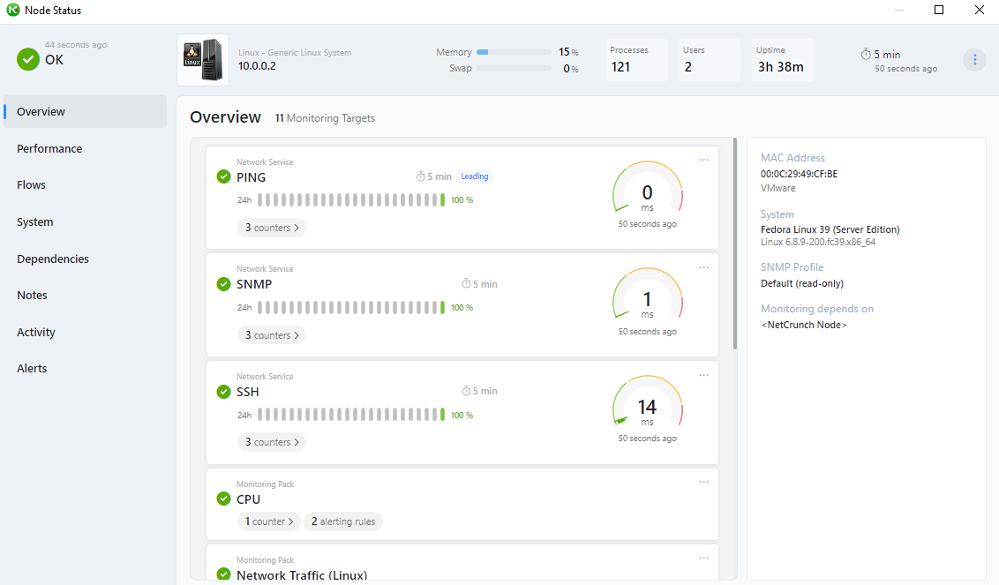 Node Status
44 seconds ago
OK
Linux
Linux - Generic Linux System
10.0.0.2
Memory 15 %
Swap 0 %
Processes
121
Users
2
Uptime
3h 38m
5 min
50 seconds ago
Overview
Performance
Flows
System
Dependencies
Notes
Activity
Alerts
Overview 11 Monitoring Targets
Network Service
PING
5 min Leading
24h 100 %
3 counters >
0
ms
50 seconds ago
Network Service
SNMP
5 min
24h 100 %
3 counters >
1
ms
50 seconds ago
Network Service
SSH
5 min
24h 100 %
3 counters >
14
ms
50 seconds ago
Monitoring Pack
CPU
1 counter > 2 alerting rules
Monitoring Pack
Network Traffic (Linux)
MAC Address
00:0C:29:49:CF:BE
VMware
System
Fedora Linux 39 (Server Edition)
Linux 6.8.9-200.fc39.x86_64
SNMP Profile
Default (read-only)
Monitoring depends on
<NetCrunch Node>